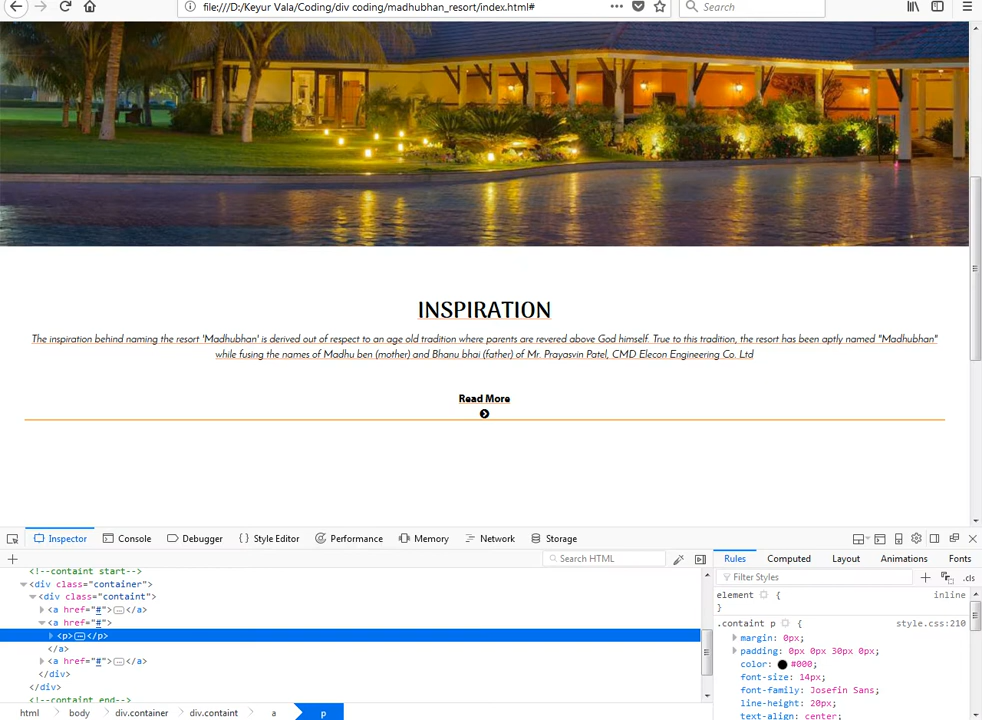 file:///D:/Keyur Vala/Coding/div coding/madhubhan_resort/index.html#
Search
INSPIRATION
The inspiration behind naming the resort 'Madhubhan' is derived out of respect to an age old tradition where parents are revered above God himself. True to this tradition, the resort has been aptly named "Madhubhan"
while fusing the names of Madhu ben (mother) and Bhanu bhai (father) of Mr. Prayasvin Patel, CMD Elecon Engineering Co. Ltd
Read More
Inspector Console Debugger Style Editor Performance Memory Network Storage
Search HTML
Rules Computed Layout Animations Fonts
Filter Styles
.cls
<!--containt start-->
<div class="container">
<div class="containt">
<a href="#"></a>
<a href="#">
<p></p>
</a>
<a href="#"></a>
</div>
</div>
<!--containt end-->
element { inline
}
.containt p { style.css:210
margin: 0px;
padding: 0px 0px 30px 0px;
color: #000;
font-size: 14px;
font-family: Josefin Sans;
line-height: 20px;
text-align: center;
html body div.container div.containt a p